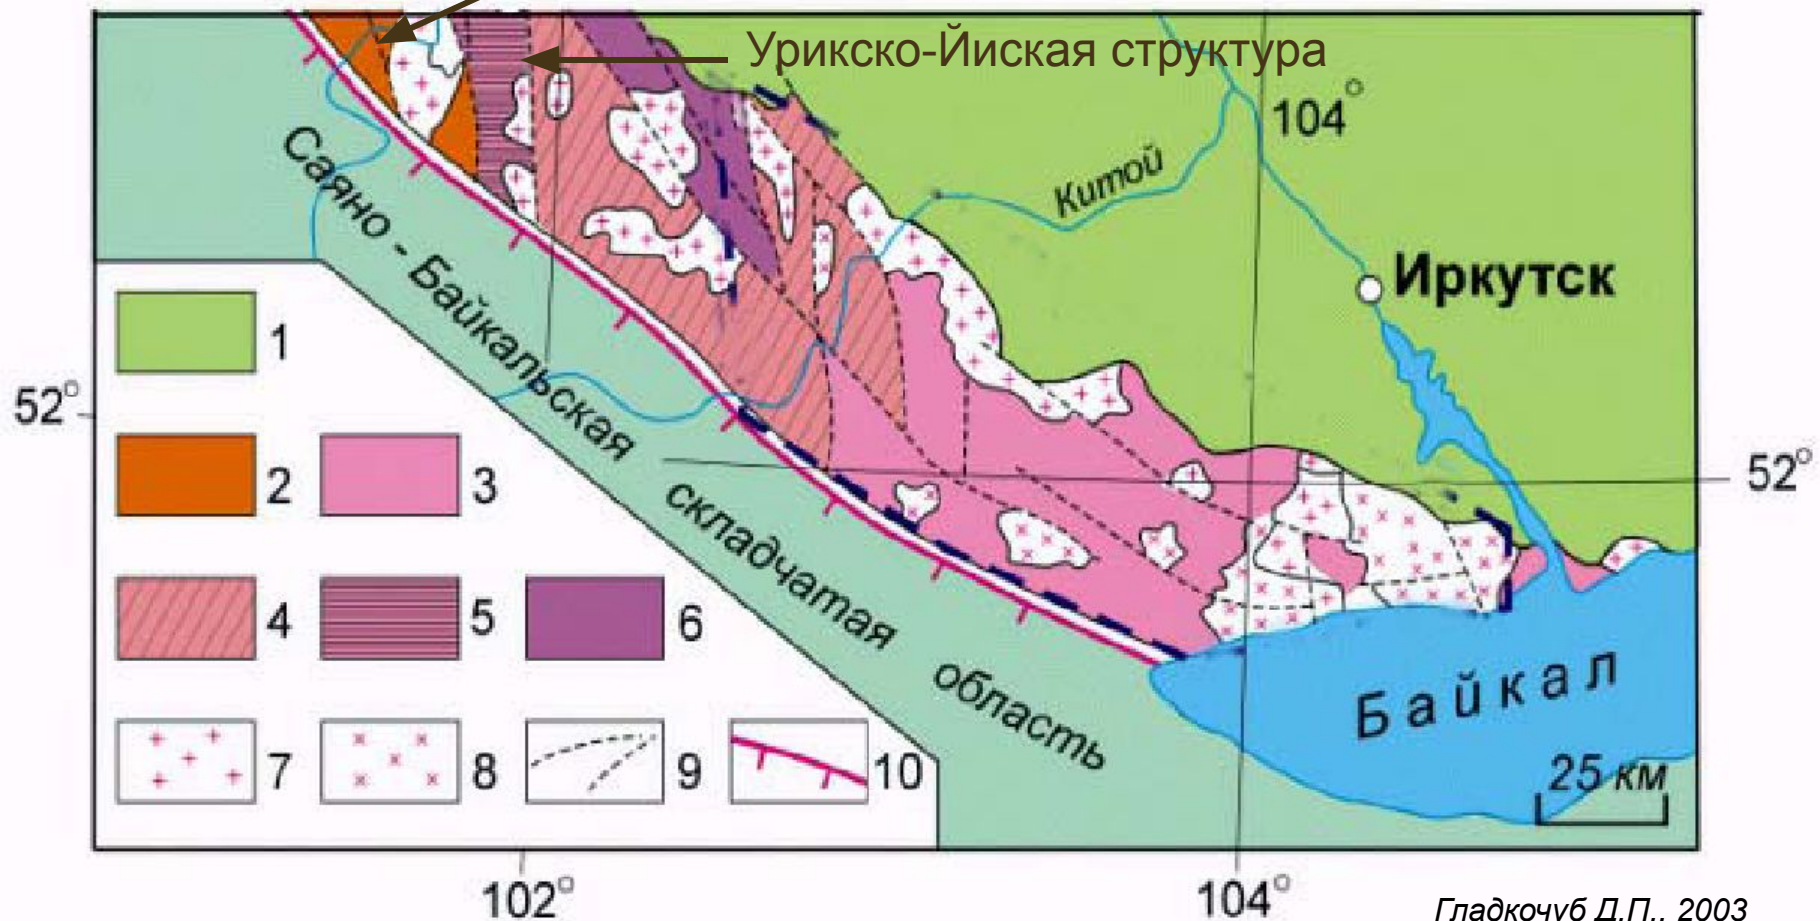 Урикско-Йиская структура
104°
Китой
Саяно - Байкальская складчатая область
Иркутск
1
52°
2
3
52°
4
5
6
Байкал
7
8
9
10
25 км
102°
104°
Гладкочуб Д.П., 2003